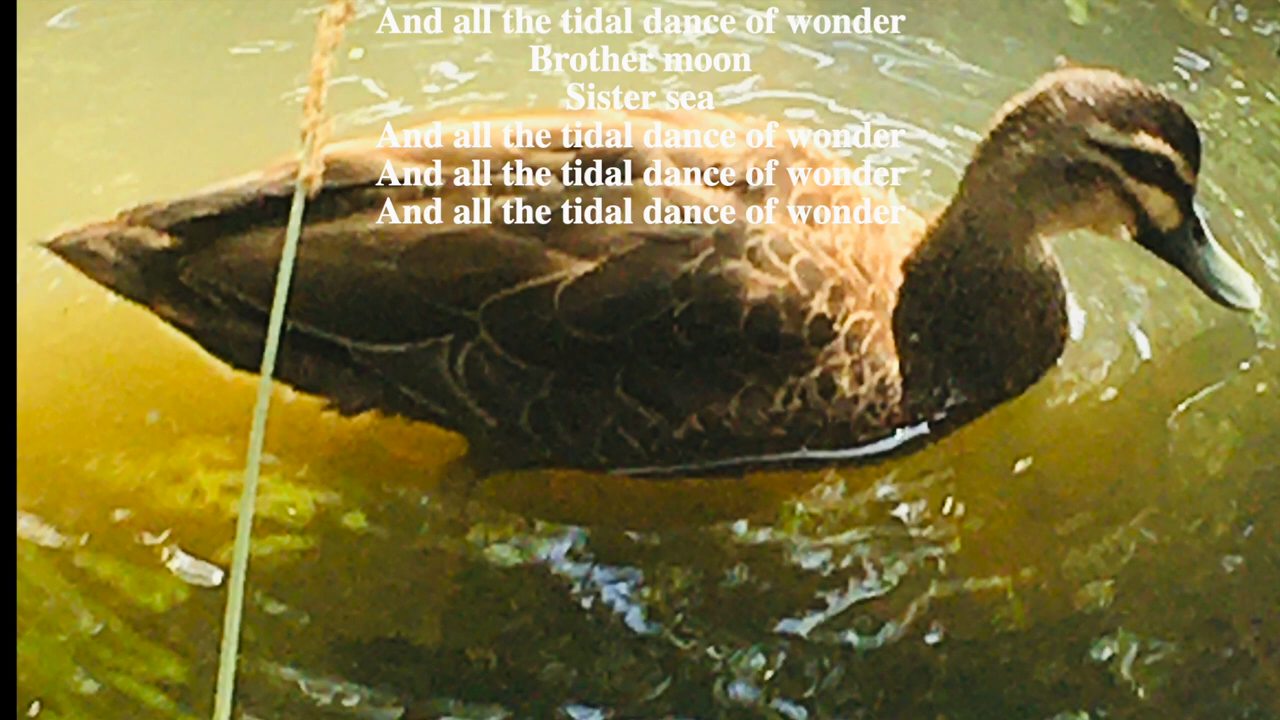 And all the tidal dance of wonder
Brother moon
Sister sea
And all the tidal dance of wonder
And all the tidal dance of wonder
And all the tidal dance of wonder